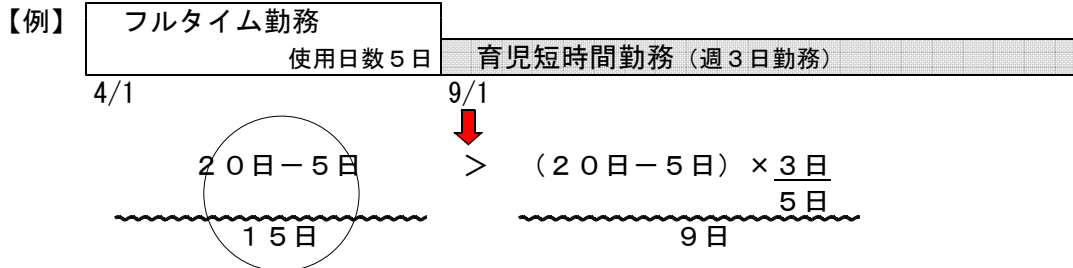 【例】 フルタイム勤務
使用日数5日 育児短時間勤務(週3日勤務)
4/1 9/1
20日-5日 > (20日-5日)×3日
5日
15日 9日